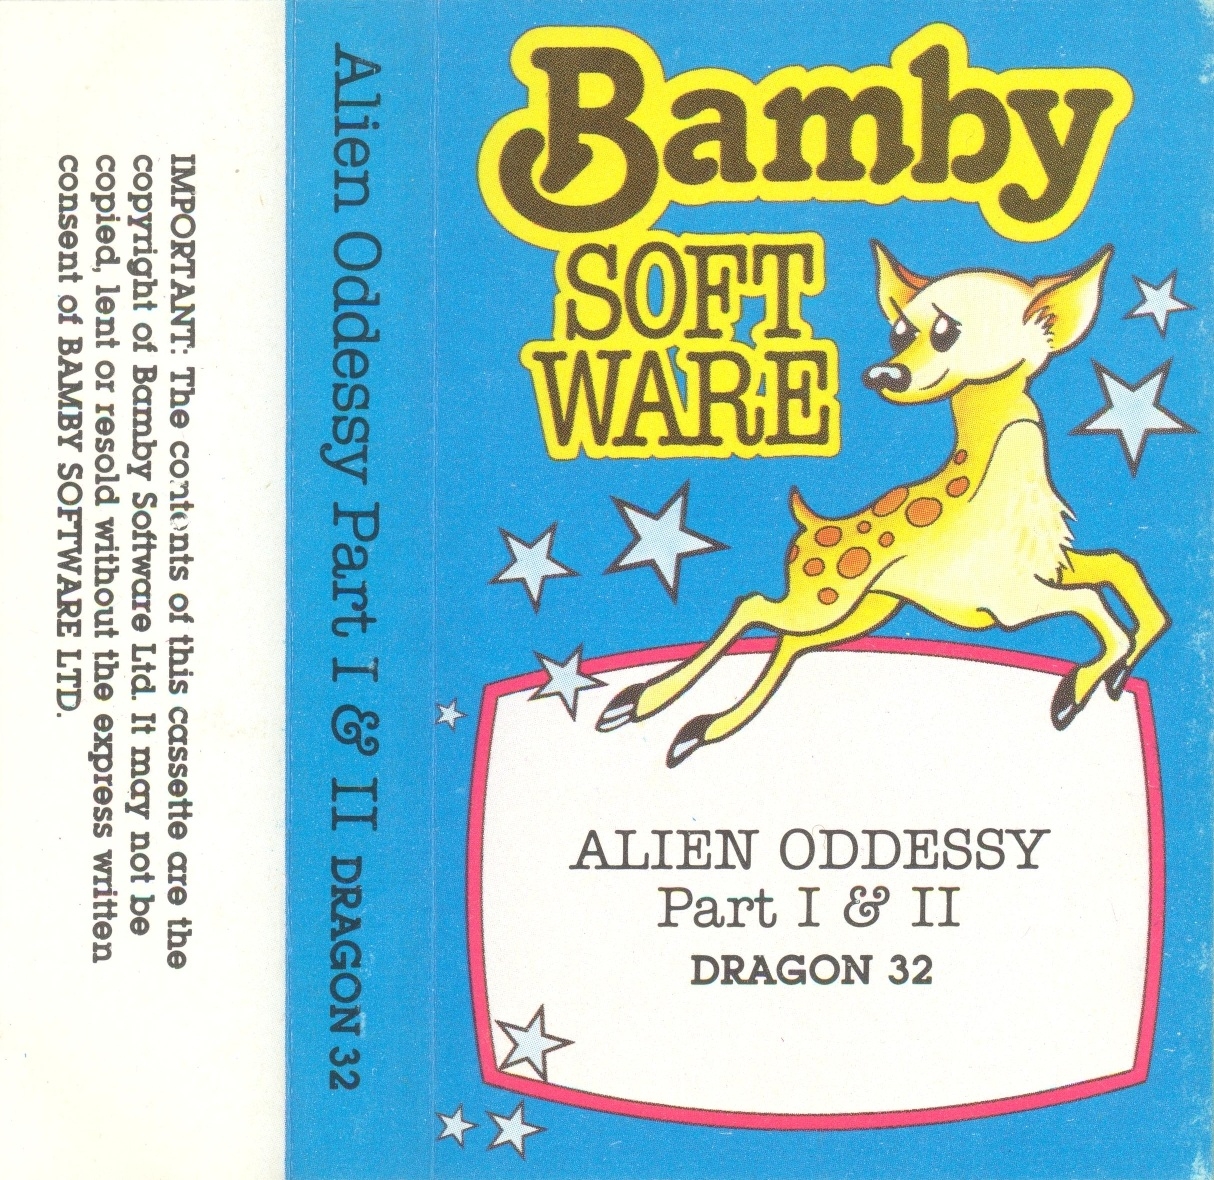 IMPORTANT: The contents of this cassette are the
copyright of Bamby Software Ltd. It may not be
copied, lent or resold without the express written
consent of BAMBY SOFTWARE LTD.
Alien Oddessy Part I & II DRAGON 32
Bamby
SOFT
WARE
ALIEN ODDESSY
Part I & II
DRAGON 32